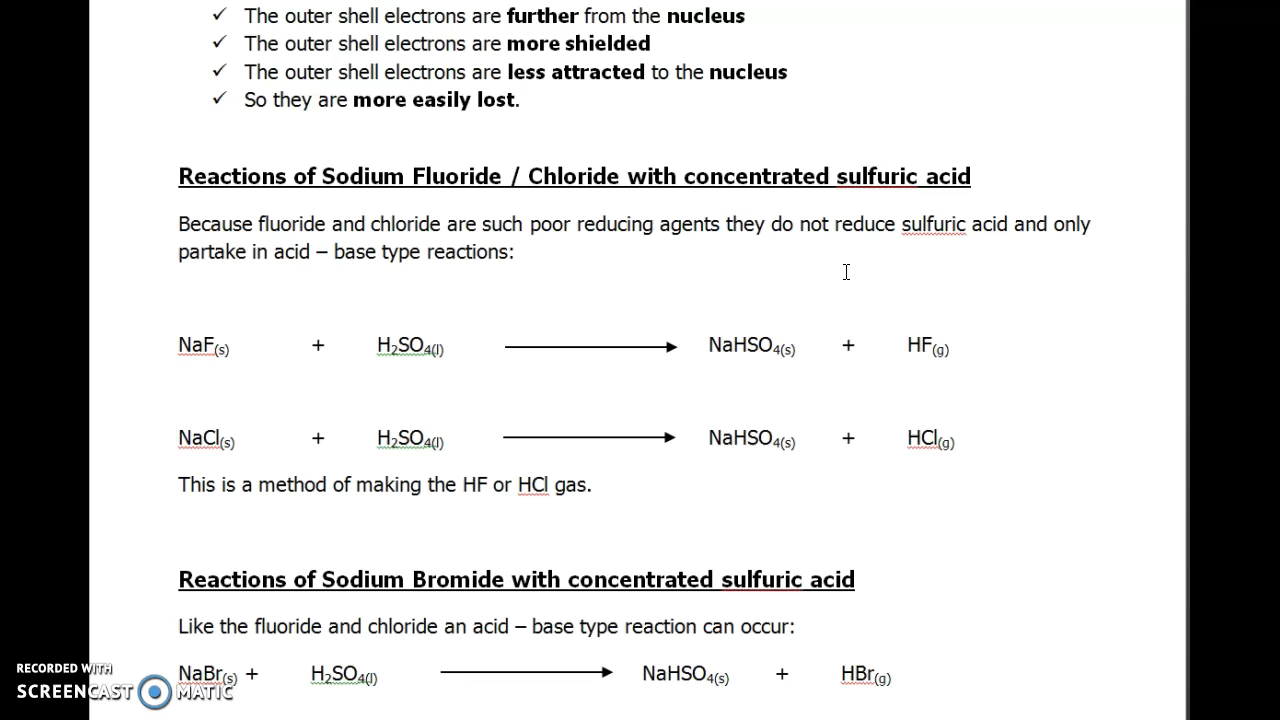 ✓ The outer shell electrons are further from the nucleus
✓ The outer shell electrons are more shielded
✓ The outer shell electrons are less attracted to the nucleus
✓ So they are more easily lost.
Reactions of Sodium Fluoride / Chloride with concentrated sulfuric acid
Because fluoride and chloride are such poor reducing agents they do not reduce sulfuric acid and only
partake in acid – base type reactions:
NaF(s) + H₂SO₄(l) ⟶ NaHSO₄(s) + HF(g)
NaCl(s) + H₂SO₄(l) ⟶ NaHSO₄(s) + HCl(g)
This is a method of making the HF or HCl gas.
Reactions of Sodium Bromide with concentrated sulfuric acid
Like the fluoride and chloride an acid – base type reaction can occur:
NaBr(s) + H₂SO₄(l) ⟶ NaHSO₄(s) + HBr(g)
RECORDED WITH
SCREENCAST MATIC